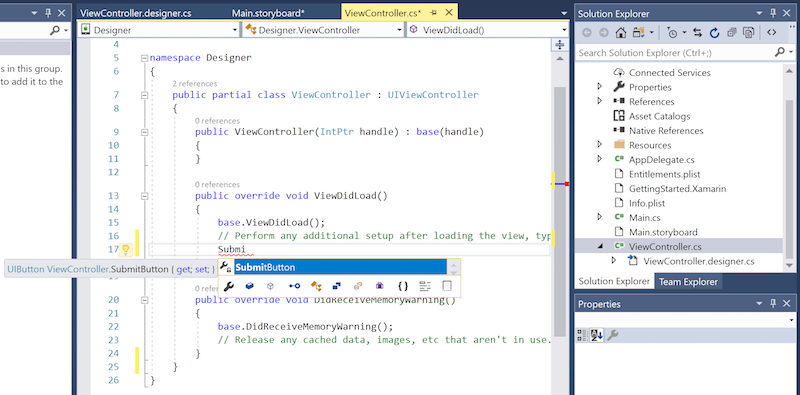 s in this group.
to add it to the
ViewController.designer.cs
Main.storyboard*
ViewController.cs*
Designer
Designer.ViewController
ViewDidLoad()
4
5 namespace Designer
6 {
2 references
7 public partial class ViewController : UIViewController
8 {
0 references
9 public ViewController(IntPtr handle) : base(handle)
10 {
11 }
12
0 references
13 public override void ViewDidLoad()
14 {
15 base.ViewDidLoad();
16 // Perform any additional setup after loading the view, typ
17 Submi
UIButton ViewController.SubmitButton { get; set; }
SubmitButton
20 public override void DidReceiveMemoryWarning()
21 {
22 base.DidReceiveMemoryWarning();
23 // Release any cached data, images, etc that aren't in use.
24 }
25 }
26 }
Solution Explorer
Search Solution Explorer (Ctrl+;)
Connected Services
Properties
References
Asset Catalogs
Native References
Resources
AppDelegate.cs
Entitlements.plist
GettingStarted.Xamarin
Info.plist
Main.cs
Main.storyboard
ViewController.cs
ViewController.designer.cs
Solution Explorer
Team Explorer
Properties